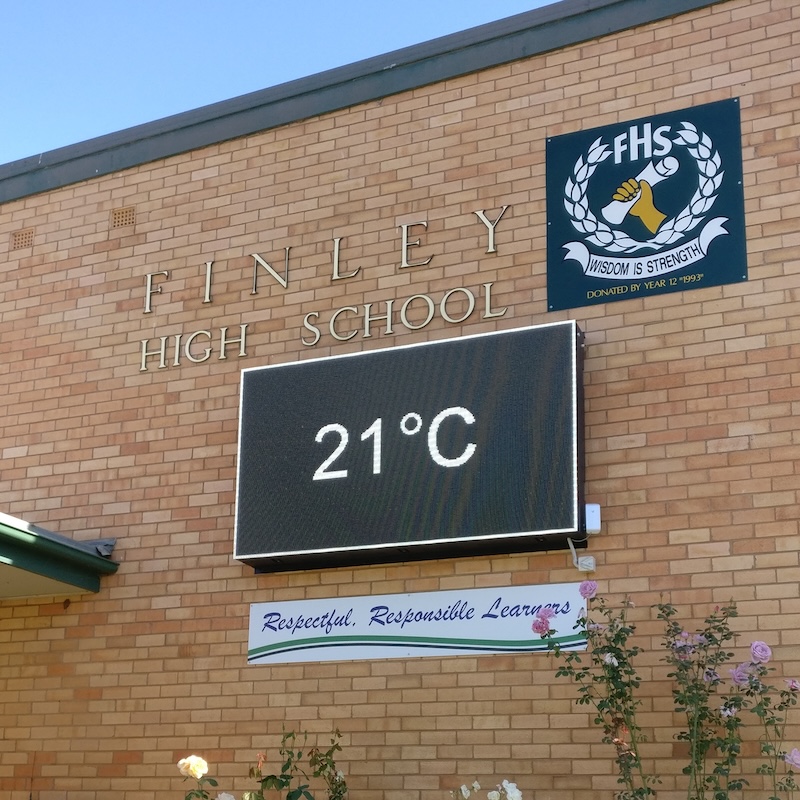 FHS
WISDOM IS STRENGTH
DONATED BY YEAR 12 "1993"
FINLEY
HIGH SCHOOL
21°C
Respectful, Responsible Learners